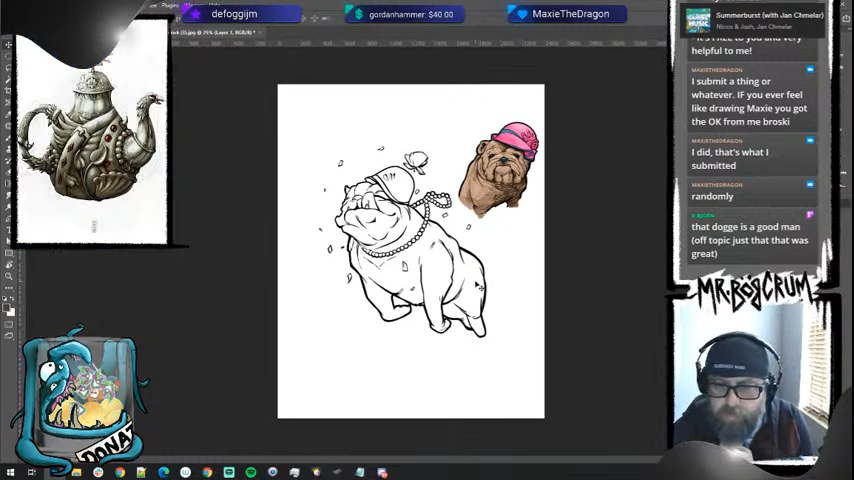 defoggijm
gordanhammer: $40.00
MaxieTheDragon
Summerburst (with Jan Chmelar)
Nicco & Josh, Jan Chmelar
it's FREE to you and very
helpful to me!
MAXIETHEDRAGON
I submit a thing or
whatever. IF you ever feel
like drawing Maxie you got
the OK from me broski
MAXIETHEDRAGON
I did, that's what I
submitted
MAXIETHEDRAGON
randomly
that dogge is a good man
(off topic just that that was
great)
MR.BÖGCRUM
DONAT